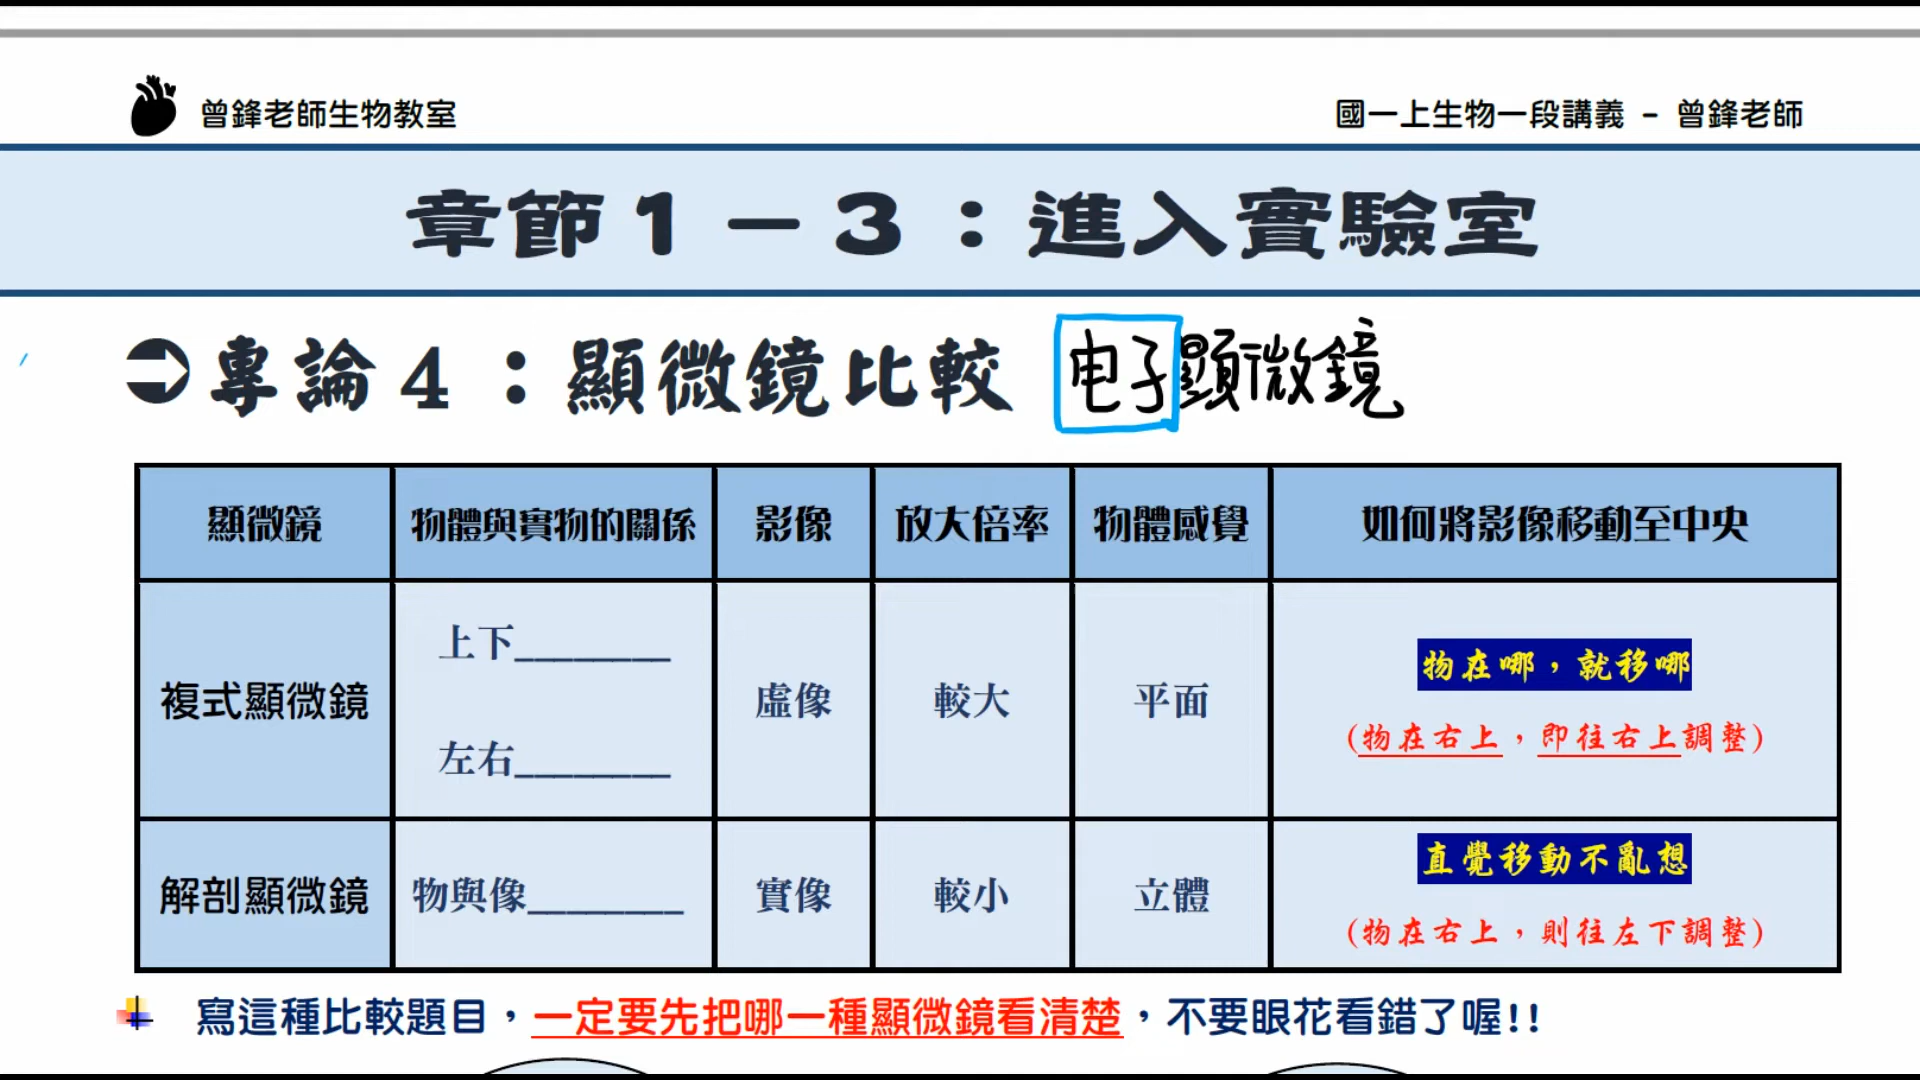 曾鋒老師生物教室
國一上生物一段講義 - 曾鋒老師
章節1-3：進入實驗室
專論4：顯微鏡比較 电子顯微鏡
顯微鏡 物體與實物的關係 影像 放大倍率 物體感覺 如何將影像移動至中央
複式顯微鏡 上下________ 左右________ 虛像 較大 平面 物在哪，就移哪
(物在右上，即往右上調整)
解剖顯微鏡 物與像________ 實像 較小 立體 直覺移動不亂想
(物在右上，則往左下調整)
寫這種比較題目，一定要先把哪一種顯微鏡看清楚，不要眼花看錯了喔!!